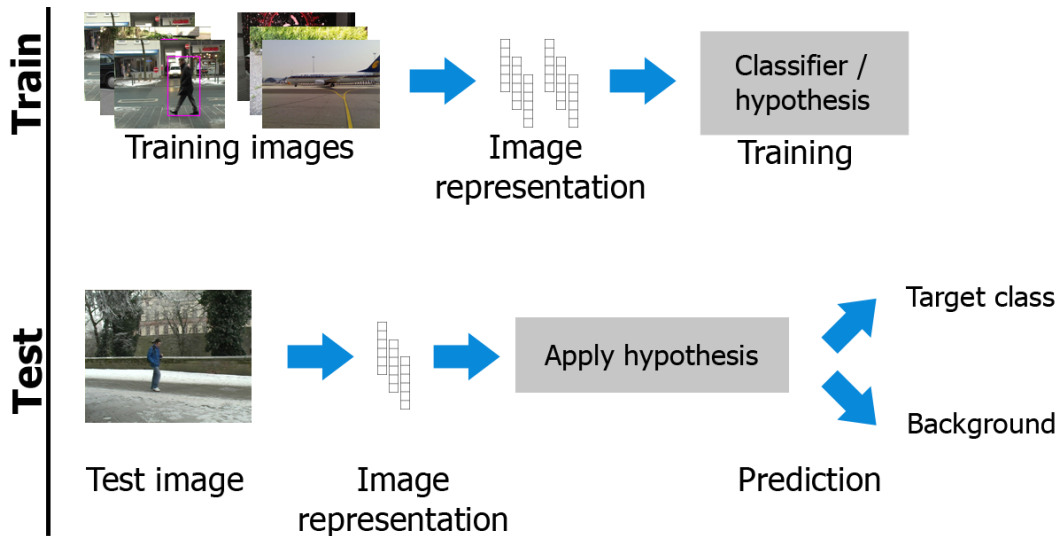 Train
Classifier /
hypothesis
Training images
Image
representation
Training
Test
Target class
Apply hypothesis
Background
Test image
Image
representation
Prediction